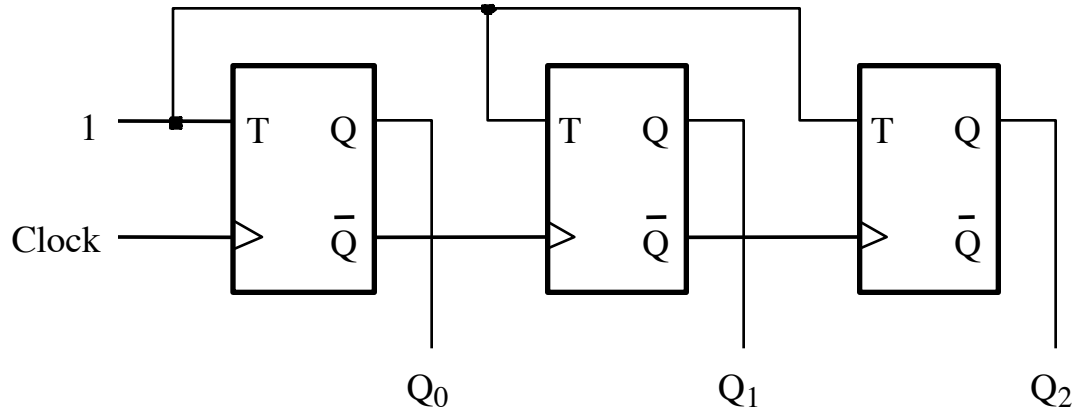 1 T Q T Q T Q
Clock Q̅ Q̅ Q̅
Q₀ Q₁ Q₂